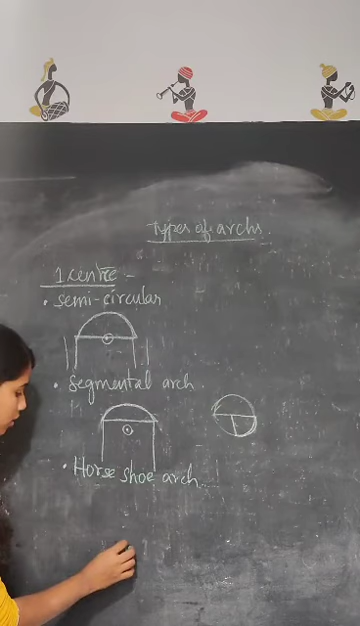 Types of archs.
1 centre -
• semi-circular
• Segmental arch.
• Horse shoe arch.